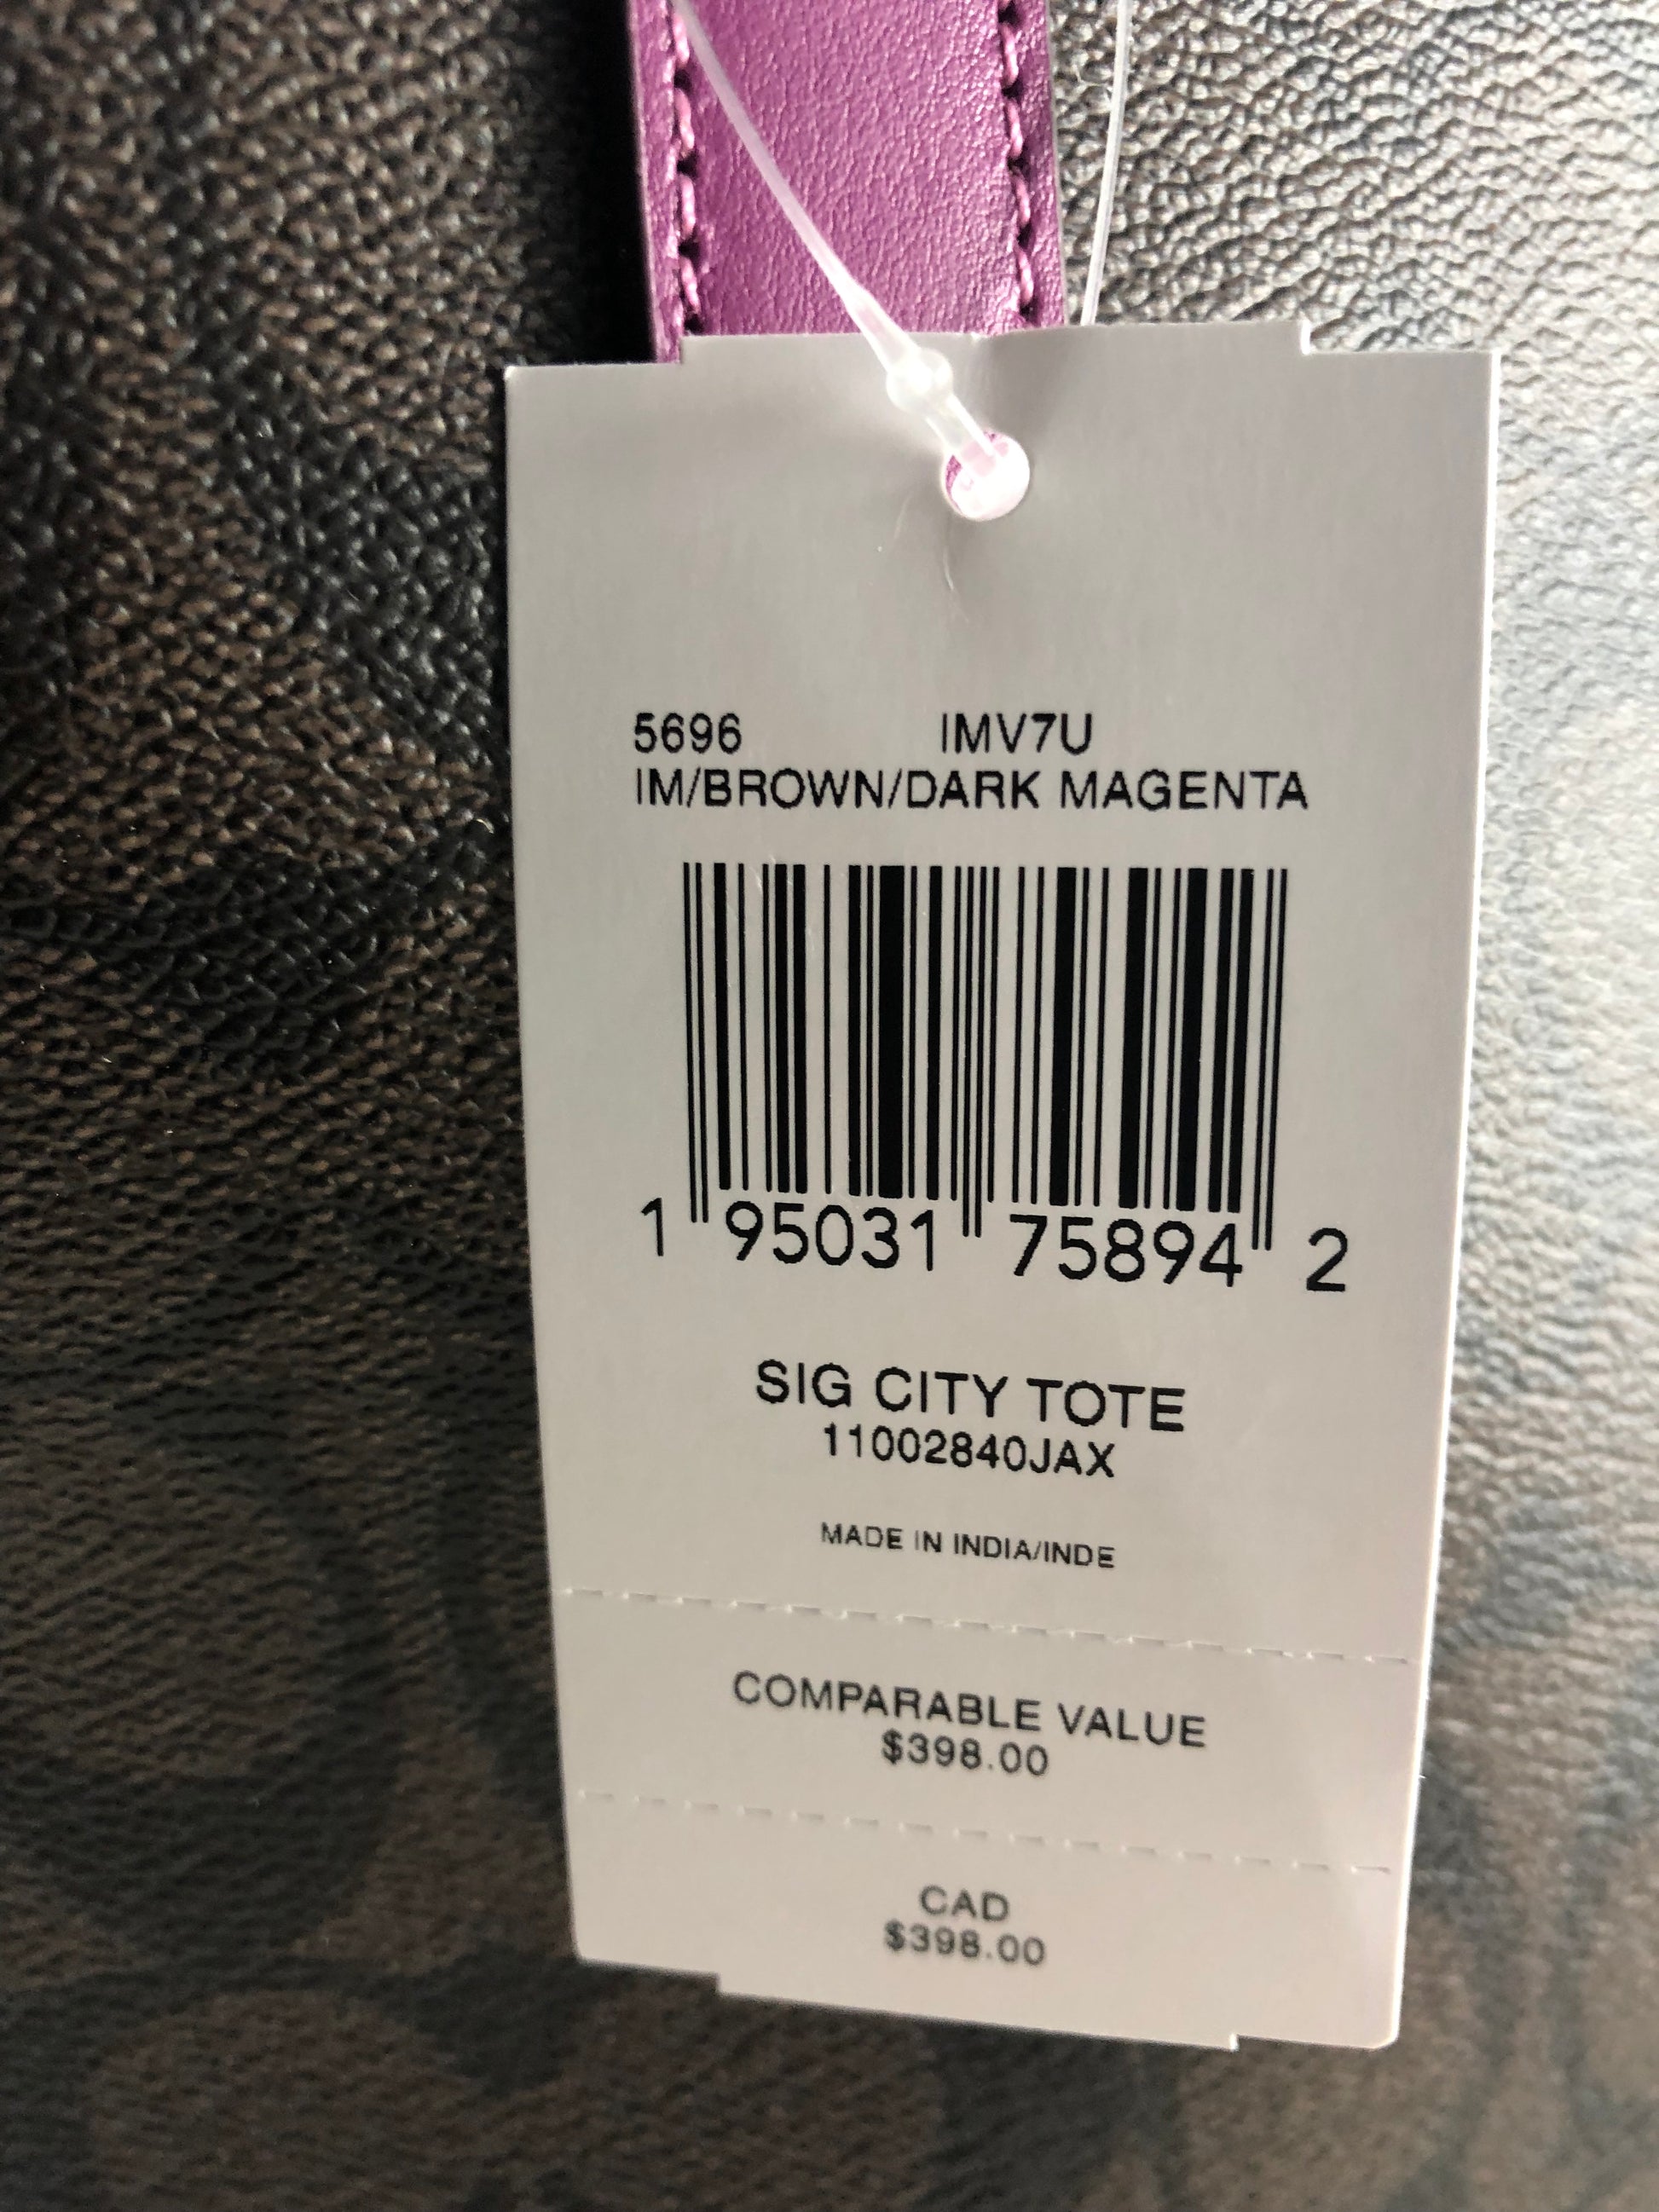 5696 IMV7U
IM/BROWN/DARK MAGENTA
1 95031 75894 2
SIG CITY TOTE
11002840JAX
MADE IN INDIA/INDE
COMPARABLE VALUE
$398.00
CAD
$398.00